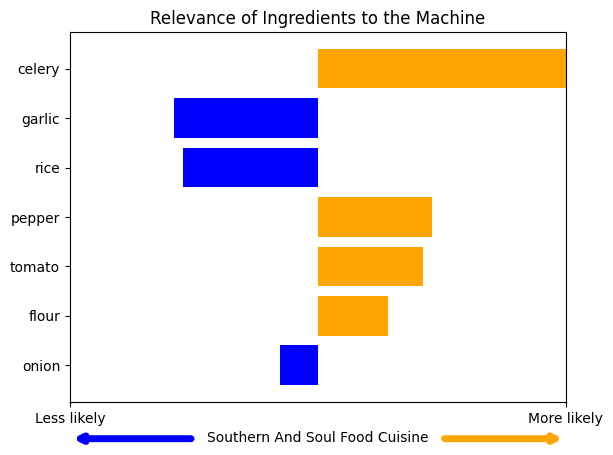 Relevance of Ingredients to the Machine
celery
garlic
rice
pepper
tomato
flour
onion
Less likely
More likely
Southern And Soul Food Cuisine